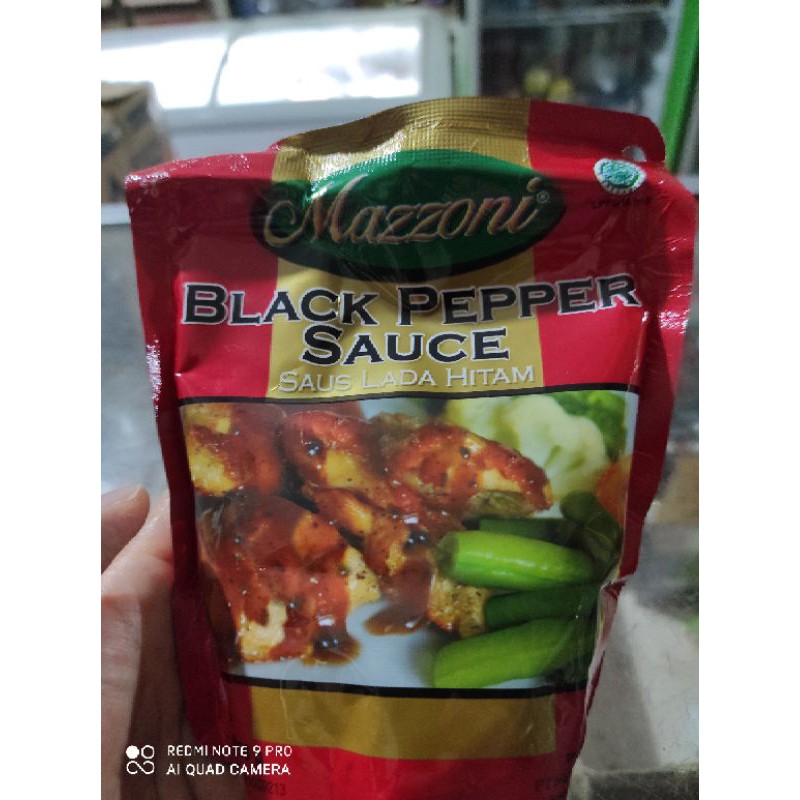 Mazzoni®
BLACK PEPPER
SAUCE
SAUS LADA HITAM
REDMI NOTE 9 PRO
AI QUAD CAMERA